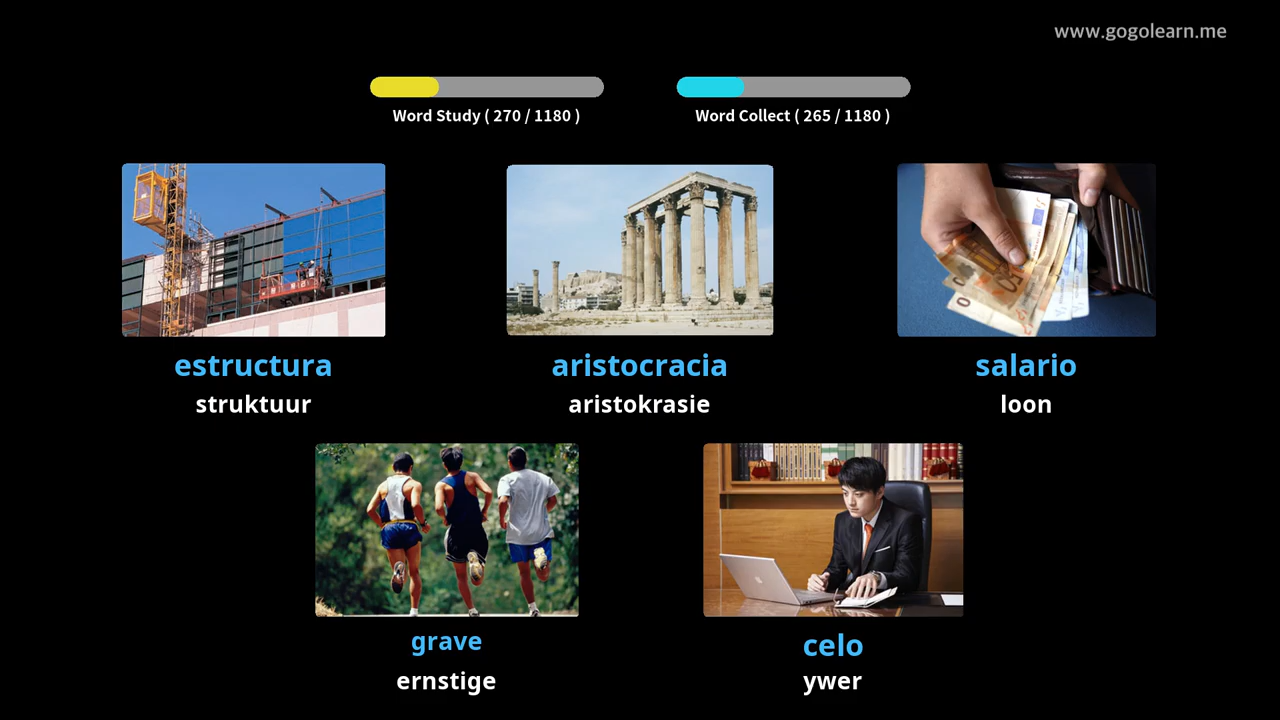 www.gogolearn.me
Word Study ( 270 / 1180 )
Word Collect ( 265 / 1180 )
estructura
struktuur
aristocracia
aristokrasie
salario
loon
grave
ernstige
celo
ywer